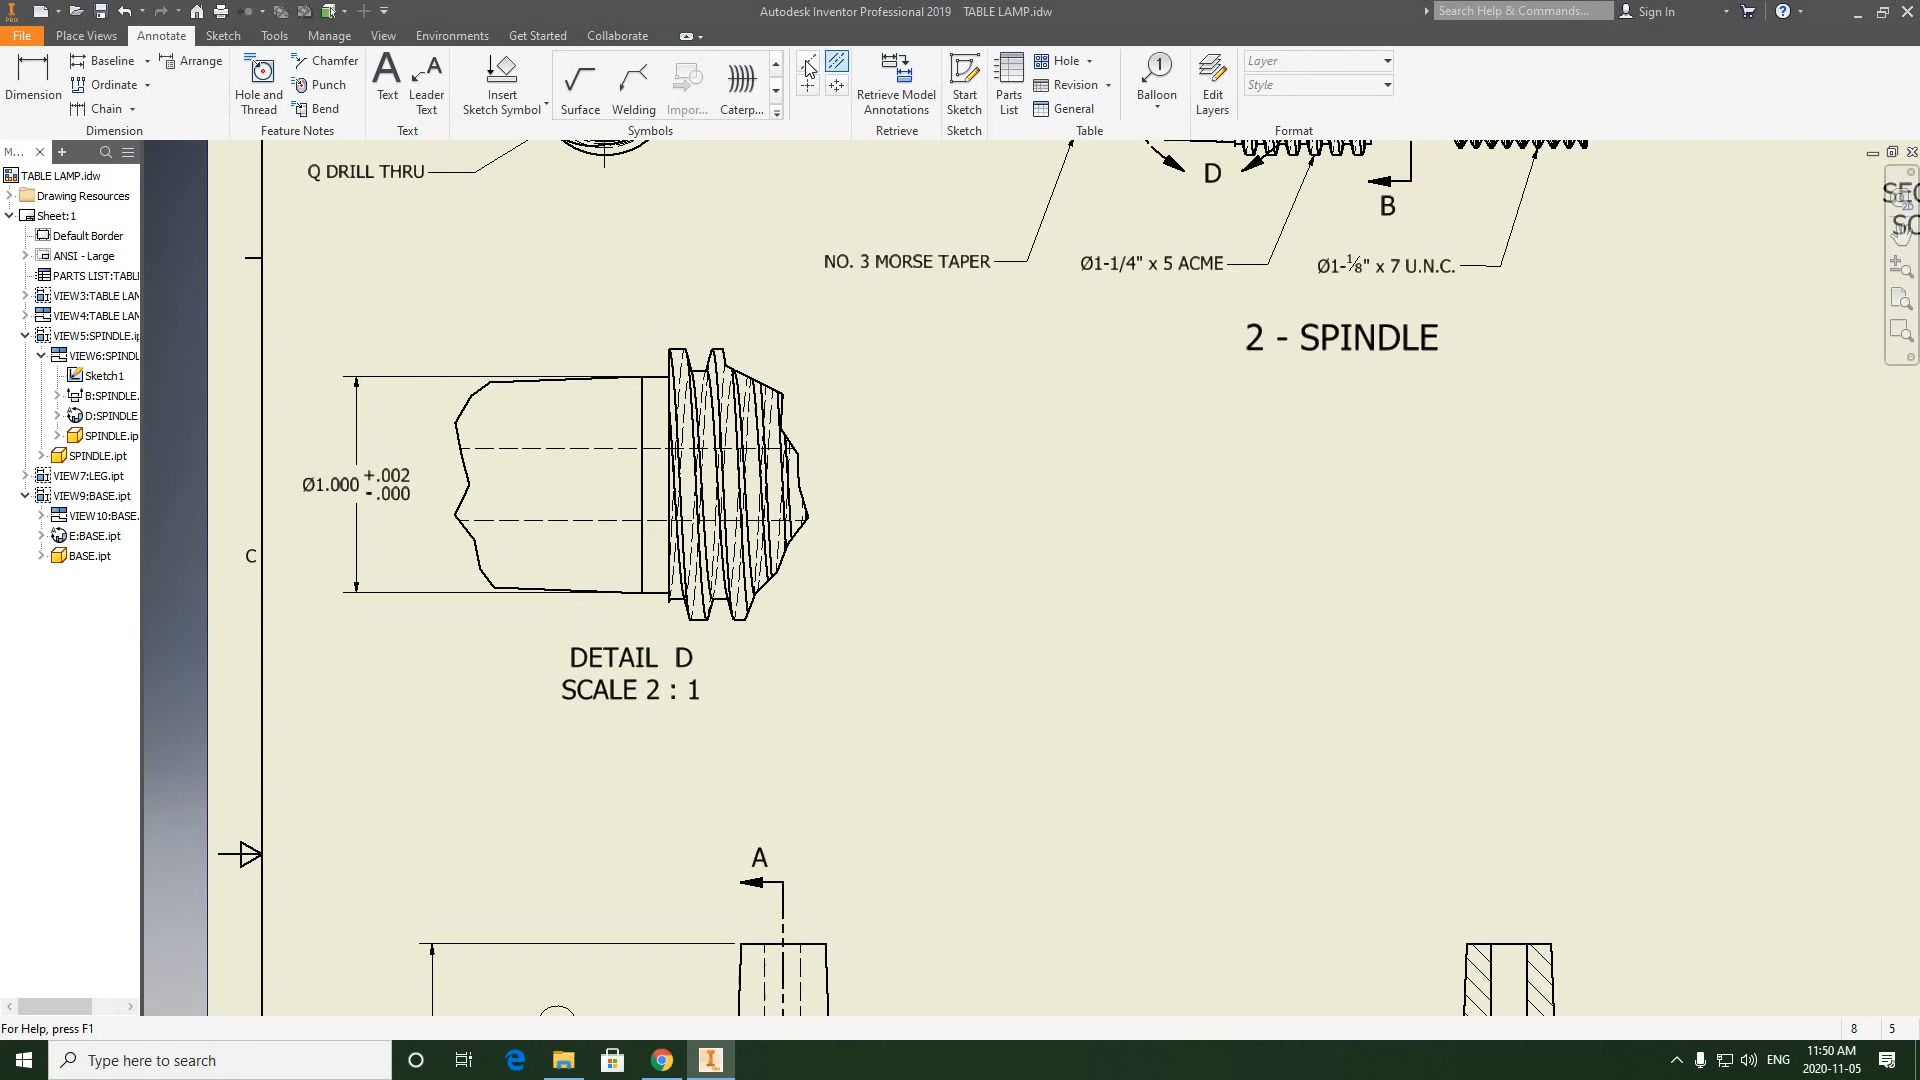 Autodesk Inventor Professional 2019 TABLE LAMP.idw
Search Help & Commands...
Sign In
File Place Views Annotate Sketch Tools Manage View Environments Get Started Collaborate
Dimension
Baseline
Ordinate
Chain
Arrange
Dimension
Hole and Thread
Chamfer
Punch
Bend
Feature Notes
Text
Leader Text
Text
Insert Sketch Symbol
Surface
Welding
Impor...
Caterp...
Symbols
Retrieve Model Annotations
Retrieve
Start Sketch
Sketch
Parts List
Hole
Revision
General
Table
Balloon
Edit Layers
Layer
Style
Format
M...
TABLE LAMP.idw
Drawing Resources
Sheet:1
Default Border
ANSI - Large
PARTS LIST:TABL
VIEW3:TABLE LAM
VIEW4:TABLE LAM
VIEW5:SPINDLE.ip
VIEW6:SPINDL
Sketch1
B:SPINDLE.
D:SPINDLE
SPINDLE.ip
SPINDLE.ipt
VIEW7:LEG.ipt
VIEW9:BASE.ipt
VIEW10:BASE.
E:BASE.ipt
BASE.ipt
Q DRILL THRU
D
B
NO. 3 MORSE TAPER
Ø1-1/4" x 5 ACME
Ø1-⅛" x 7 U.N.C.
2 - SPINDLE
Ø1.000 +.002
-.000
DETAIL D
SCALE 2 : 1
C
A
For Help, press F1
8 5
Type here to search
ENG
11:50 AM
2020-11-05